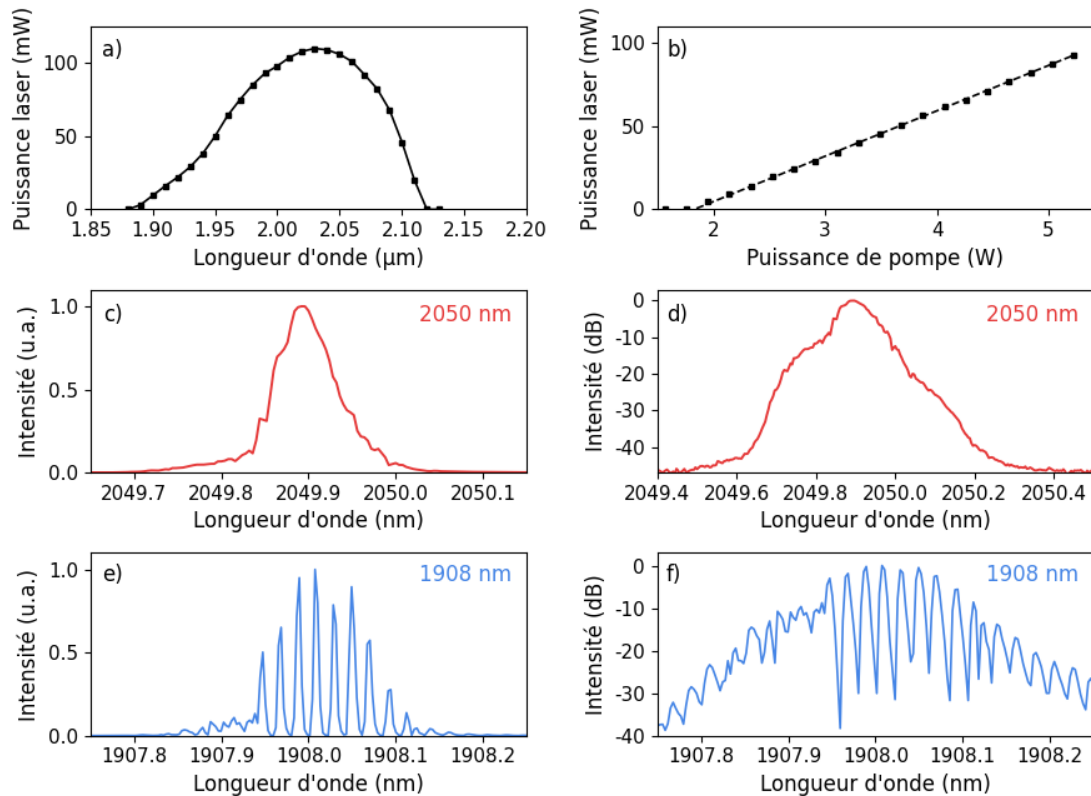 a)
Puissance laser (mW)
100
50
0
1.85 1.90 1.95 2.00 2.05 2.10 2.15 2.20
Longueur d'onde (µm)
b)
Puissance laser (mW)
100
50
0
2 3 4 5
Puissance de pompe (W)
c) 2050 nm
Intensité (u.a.)
1.0
0.5
0.0
2049.7 2049.8 2049.9 2050.0 2050.1
Longueur d'onde (nm)
d) 2050 nm
Intensité (dB)
0
-10
-20
-30
-40
2049.4 2049.6 2049.8 2050.0 2050.2 2050.4
Longueur d'onde (nm)
e) 1908 nm
Intensité (u.a.)
1.0
0.5
0.0
1907.8 1907.9 1908.0 1908.1 1908.2
Longueur d'onde (nm)
f) 1908 nm
Intensité (dB)
0
-10
-20
-30
-40
1907.8 1907.9 1908.0 1908.1 1908.2
Longueur d'onde (nm)